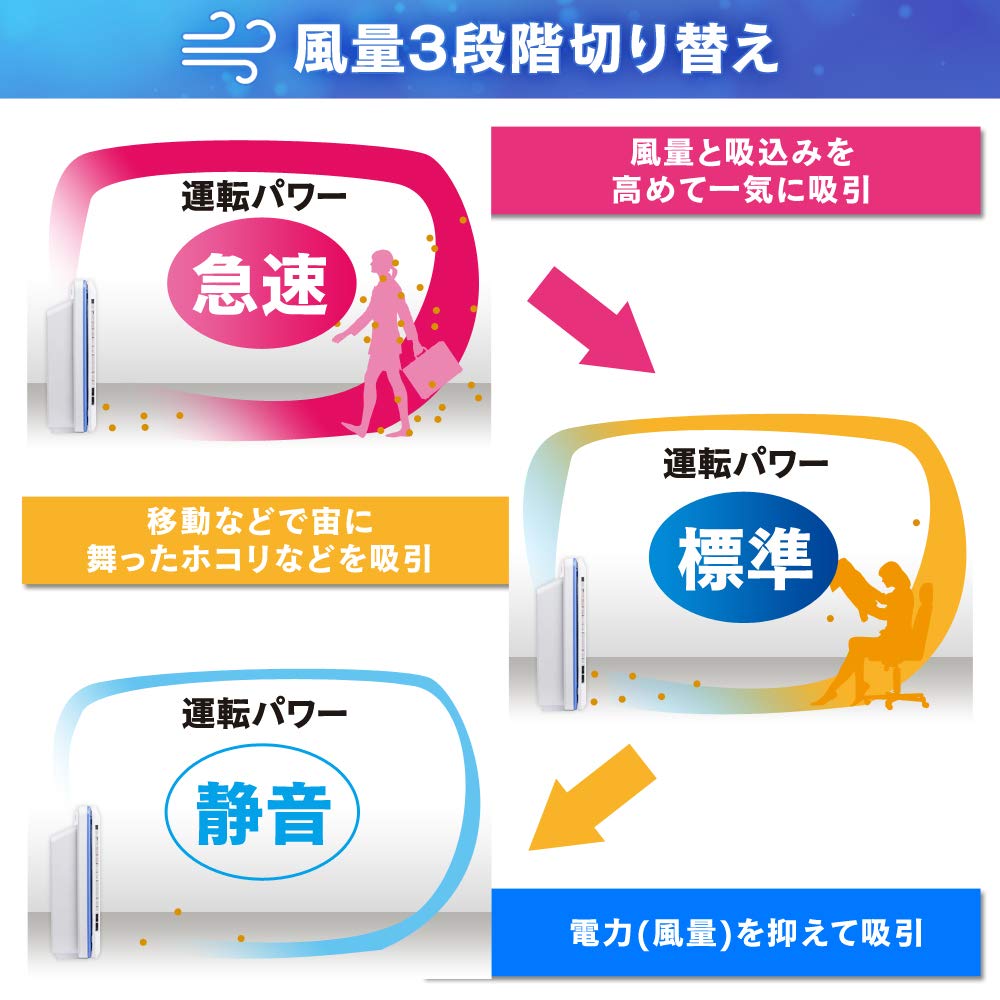 風量3段階切り替え
運転パワー
急速
風量と吸込みを
高めて一気に吸引
運転パワー
標準
移動などで宙に
舞ったホコリなどを吸引
運転パワー
静音
電力(風量)を抑えて吸引